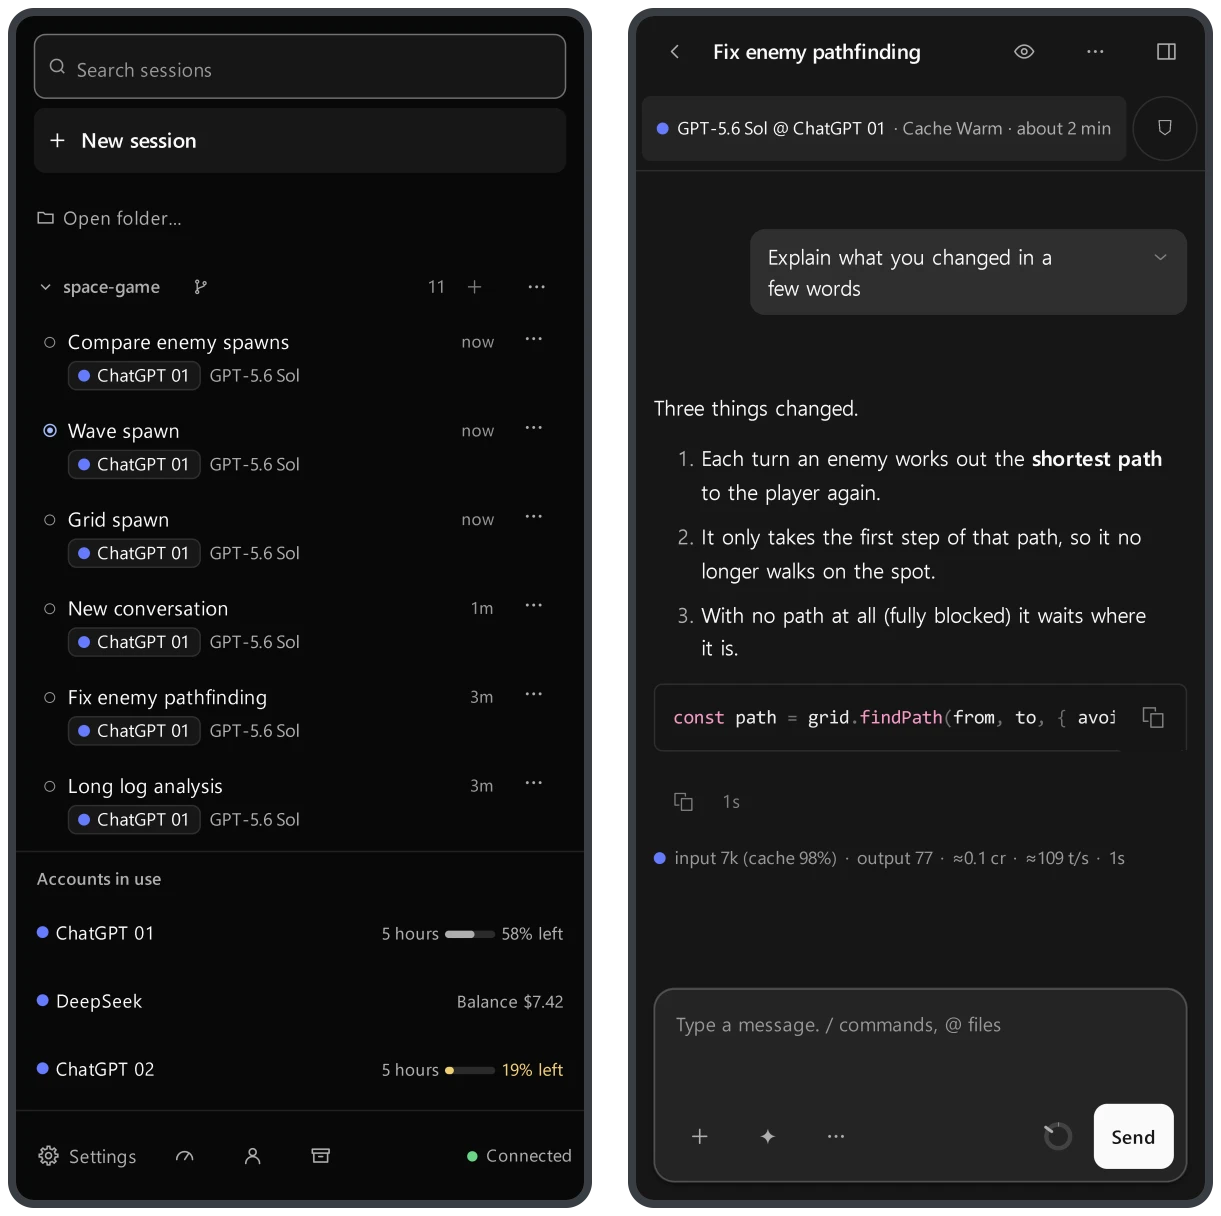 Search sessions
New session
Open folder...
space-game 11
Compare enemy spawns now
ChatGPT 01 GPT-5.6 Sol
Wave spawn now
ChatGPT 01 GPT-5.6 Sol
Grid spawn now
ChatGPT 01 GPT-5.6 Sol
New conversation 1m
ChatGPT 01 GPT-5.6 Sol
Fix enemy pathfinding 3m
ChatGPT 01 GPT-5.6 Sol
Long log analysis 3m
ChatGPT 01 GPT-5.6 Sol
Accounts in use
ChatGPT 01 5 hours 58% left
DeepSeek Balance $7.42
ChatGPT 02 5 hours 19% left
Settings Connected
Fix enemy pathfinding
GPT-5.6 Sol @ ChatGPT 01 · Cache Warm · about 2 min
Explain what you changed in a
few words
Three things changed.
1. Each turn an enemy works out the shortest path
to the player again.
2. It only takes the first step of that path, so it no
longer walks on the spot.
3. With no path at all (fully blocked) it waits where
it is.
const path = grid.findPath(from, to, { avoi
1s
input 7k (cache 98%) · output 77 · ≈0.1 cr · ≈109 t/s · 1s
Type a message. / commands, @ files
Send